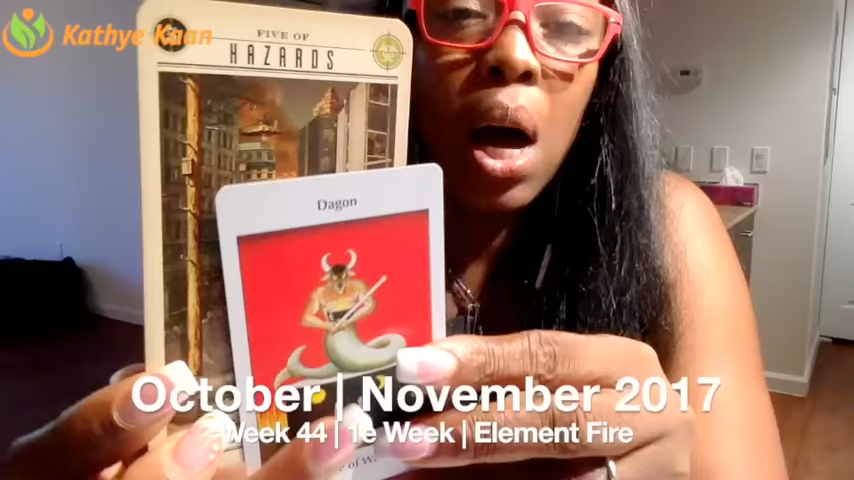 Kathye Kaan
FIVE OF
HAZARDS
Dagon
October | November 2017
Week 44 | 1e Week | Element Fire